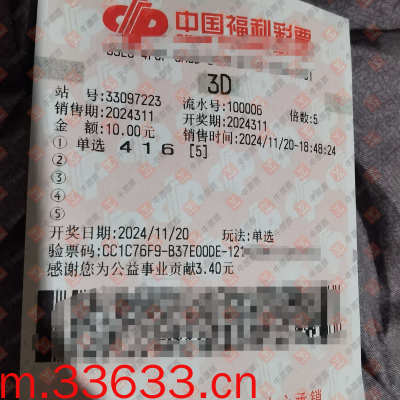 中国福利彩票
3D
站 号:33097223 流水号:100006 倍数:5
销售期:2024311 开奖期:2024311
金 额:10.00元 销售时间:2024/11/20-18:48:24
① 单选 4 1 6 [5]
②
③
④
⑤
开奖日期:2024/11/20 玩法:单选
验票码:CC1C76F9-B37E00DE-121
感谢您为公益事业贡献3.40元
m.33633.cn